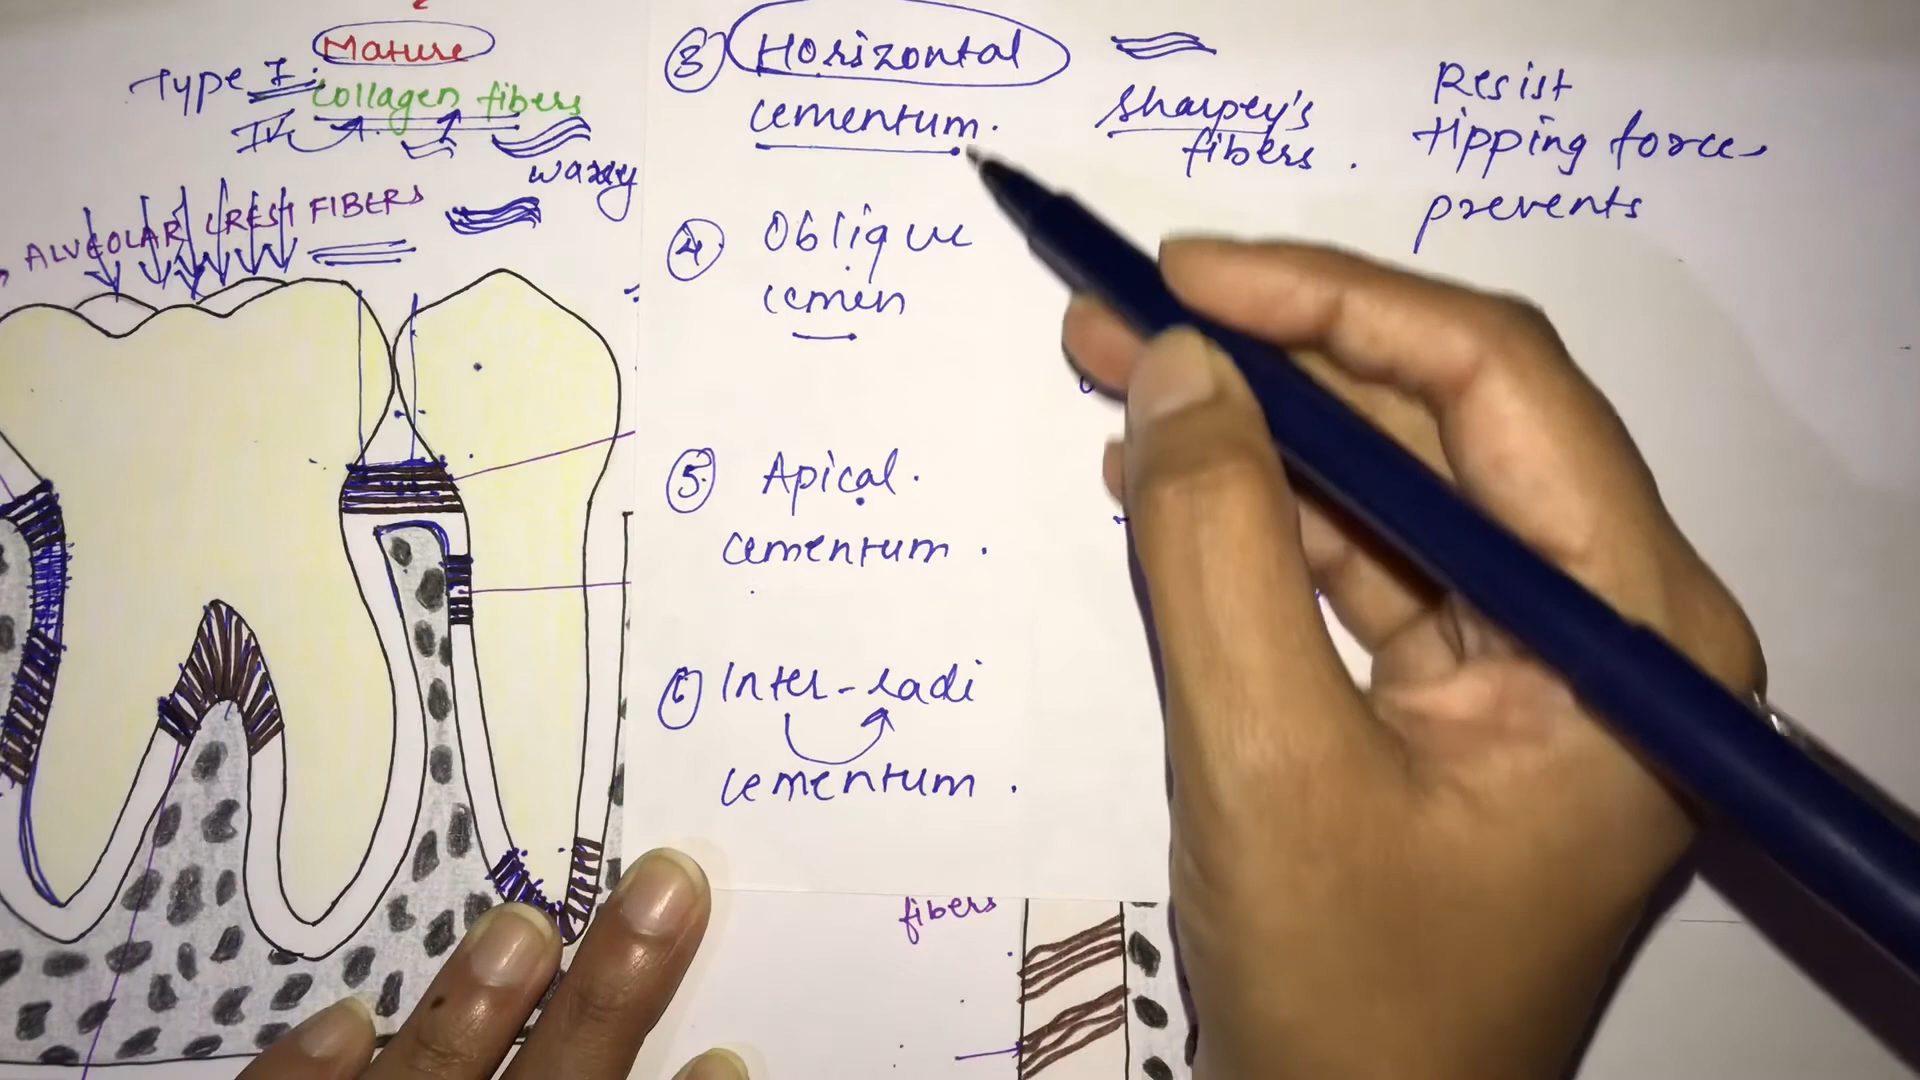 Mature
Type I
collagen fibers
wavy
ALVEOLAR CREST FIBERS
③ Horizontal
cementum.
Sharpey's
fibers.
Resist
tipping force
prevents
④ Oblique
cemen
⑤ Apical.
cementum.
⑥ Inter-radi
cementum.
fibers